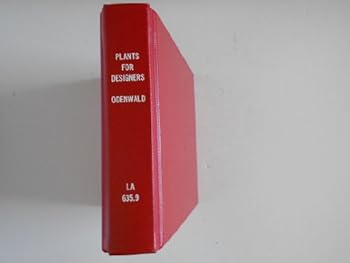 PLANTS
FOR
DESIGNERS
ODENWALD
LA
635.9